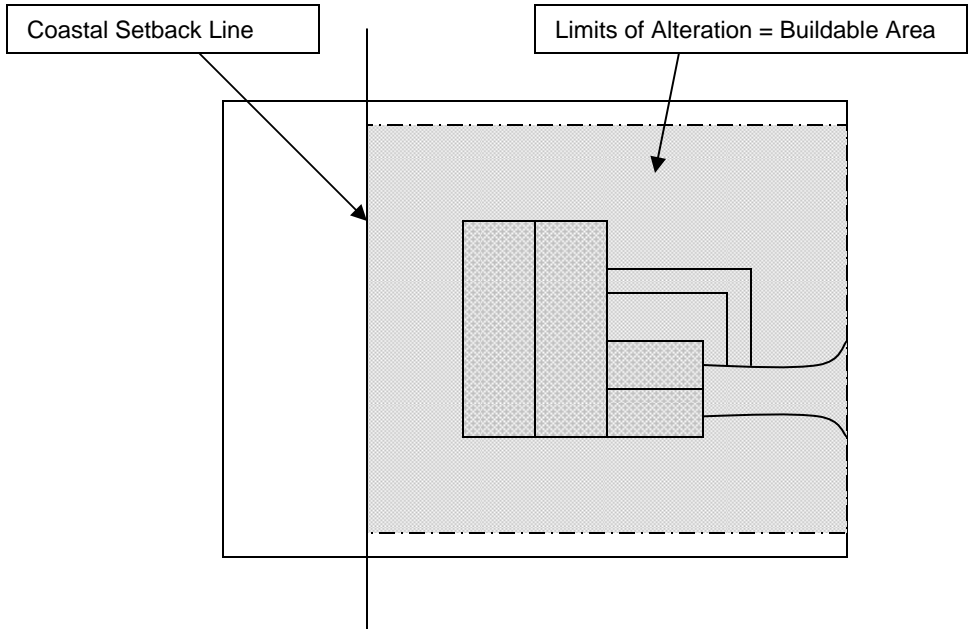 Coastal Setback Line
Limits of Alteration = Buildable Area